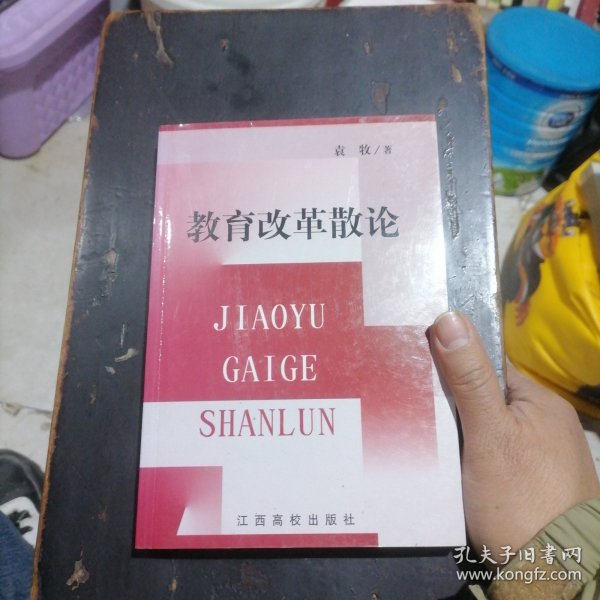 袁 牧/著
教育改革散论
JIAOYU
GAIGE
SHANLUN
江西高校出版社
孔夫子旧书网
www.kongfz.com